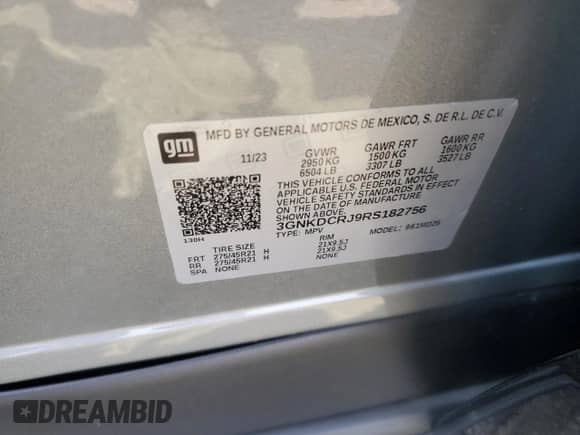 gm
MFD BY GENERAL MOTORS DE MEXICO, S. DE R.L. DE C.V.
11/23 GVWR GAWR FRT GAWR RR
2950 KG 1500 KG 1600 KG
6504 LB 3307 LB 3527 LB
THIS VEHICLE CONFORMS TO ALL
APPLICABLE U.S. FEDERAL MOTOR
VEHICLE SAFETY STANDARDS IN EFFECT
ON THE DATE OF MANUFACTURE
SHOWN ABOVE.
3GNKDCRJ9RS182756
TYPE: MPV MODEL:
138H
TIRE SIZE RIM
FRT 275/45R21 H 21X9.5J
RR 275/45R21 H 21X9.5J
SPA NONE NONE
DREAMBID